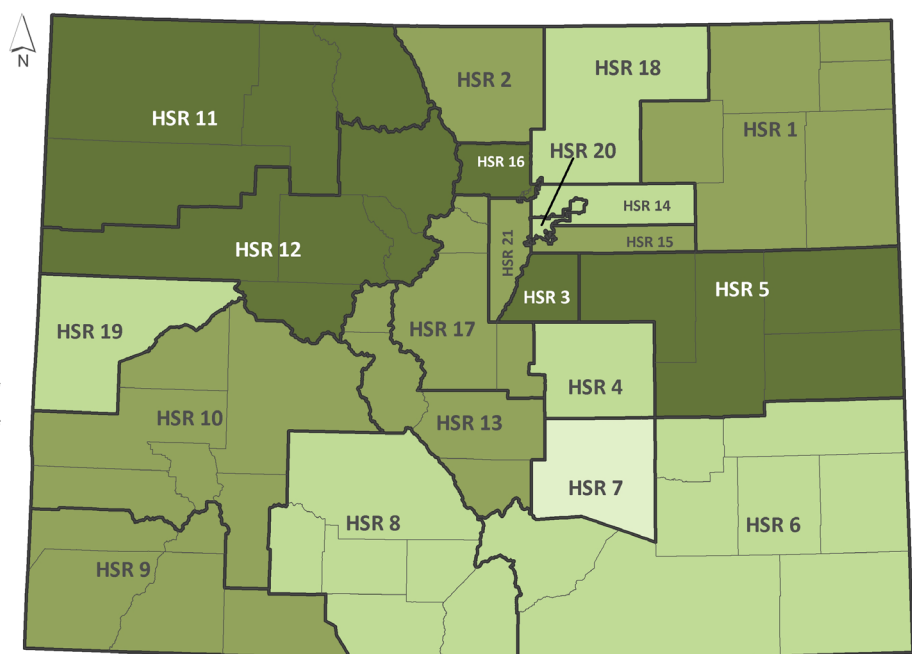 N
HSR 2
HSR 18
HSR 11
HSR 1
HSR 20
HSR 16
HSR 14
HSR 21
HSR 15
HSR 12
HSR 3
HSR 5
HSR 19
HSR 17
HSR 4
HSR 10
HSR 13
HSR 7
HSR 8
HSR 6
HSR 9